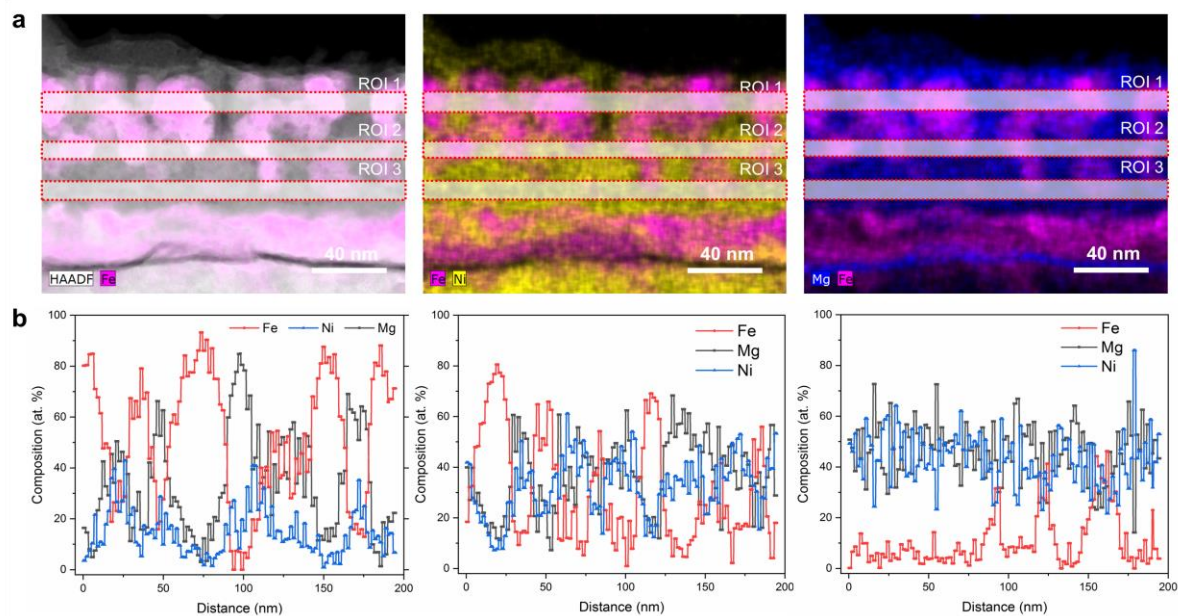 a
ROI 1
ROI 2
ROI 3
40 nm
HAADF Fe
ROI 1
ROI 2
ROI 3
40 nm
Fe Ni
ROI 1
ROI 2
ROI 3
40 nm
Mg Fe
b
Fe Ni Mg
100
80
60
40
20
0
Composition (at. %)
0 50 100 150 200
Distance (nm)
Fe
Mg
Ni
100
80
60
40
20
0
Composition (at. %)
0 50 100 150 200
Distance (nm)
Fe
Mg
Ni
100
80
60
40
20
0
Composition (at. %)
0 50 100 150 200
Distance (nm)